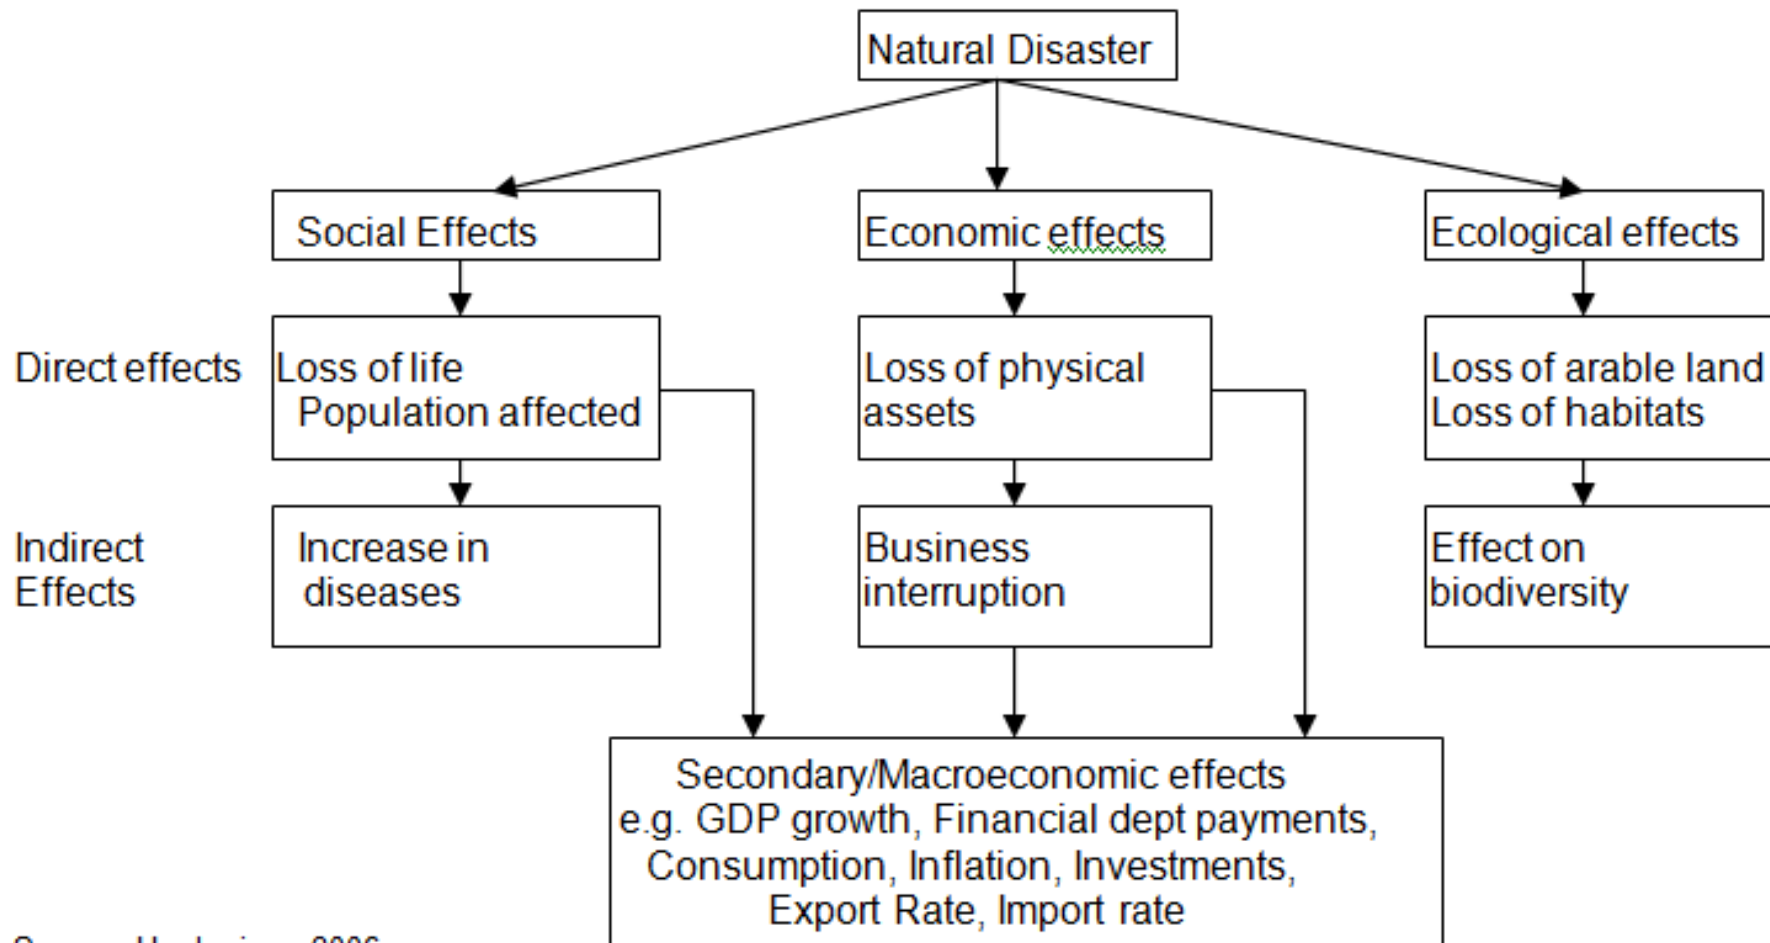 Natural Disaster
Social Effects
Economic effects
Ecological effects
Direct effects
Loss of life
Population affected
Loss of physical
assets
Loss of arable land
Loss of habitats
Indirect
Effects
Increase in
diseases
Business
interruption
Effect on
biodiversity
Secondary/Macroeconomic effects
e.g. GDP growth, Financial dept payments,
Consumption, Inflation, Investments,
Export Rate, Import rate